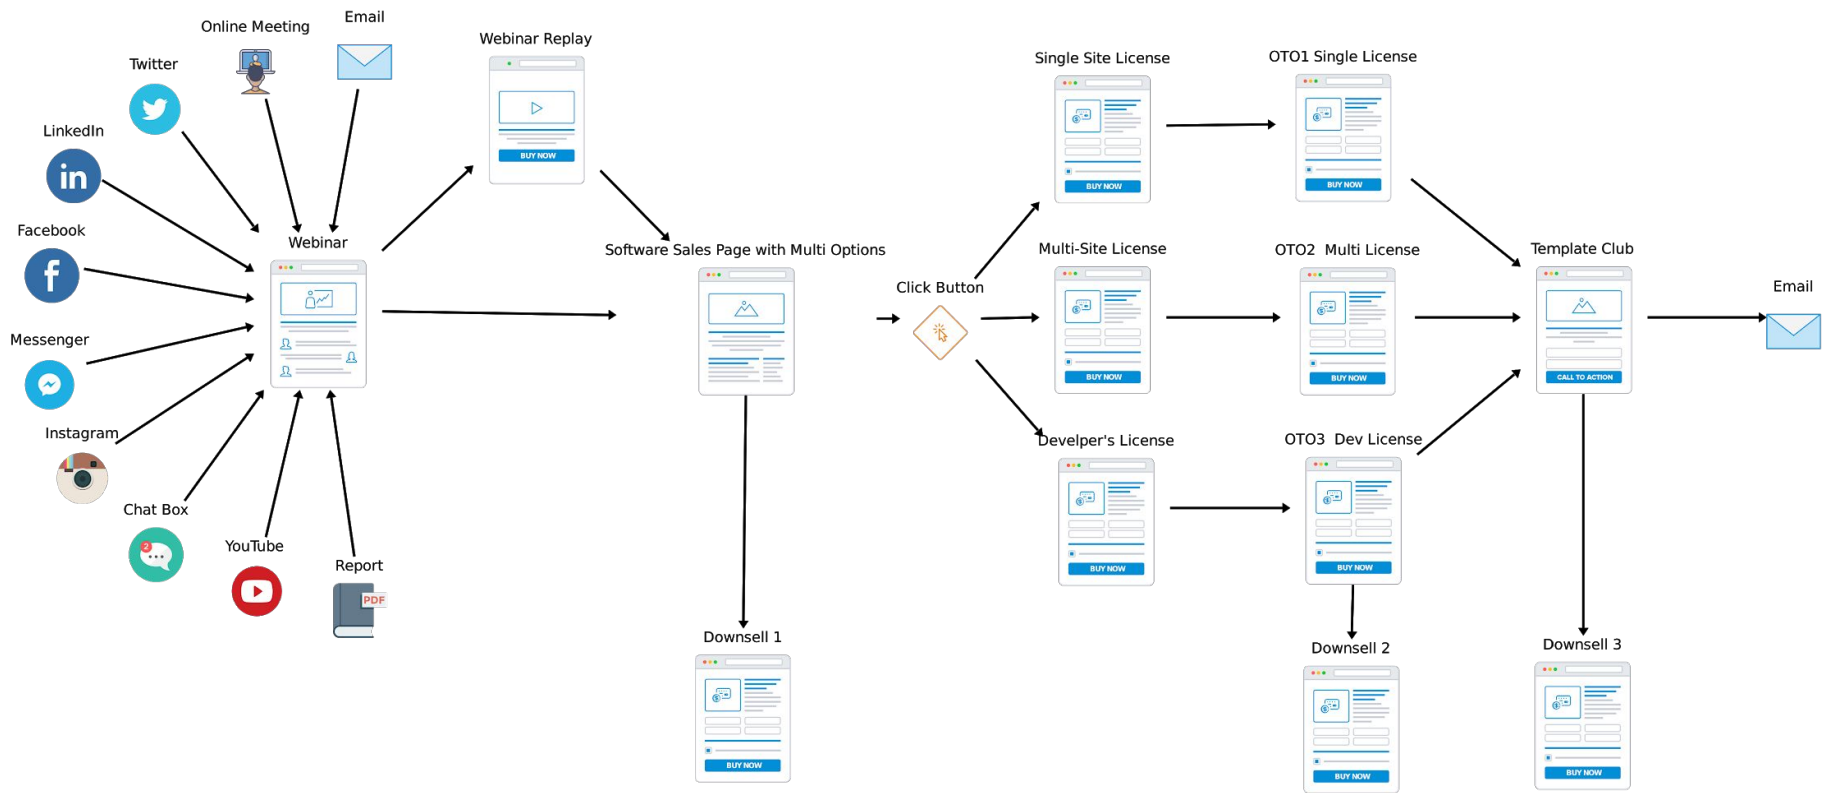 Email
Online Meeting
Twitter
LinkedIn
in
Facebook
f
Messenger
Instagram
Chat Box
2
YouTube
Report
PDF
Webinar
Webinar Replay
BUY NOW
Software Sales Page with Multi Options
Downsell 1
BUY NOW
Click Button
Single Site License
BUY NOW
OTO1 Single License
BUY NOW
Multi-Site License
BUY NOW
OTO2 Multi License
BUY NOW
Develper's License
BUY NOW
OTO3 Dev License
BUY NOW
Downsell 2
BUY NOW
Template Club
CALL TO ACTION
Downsell 3
BUY NOW
Email